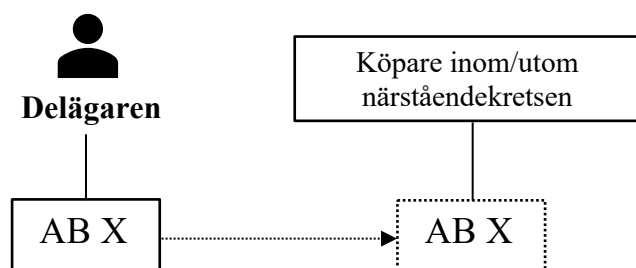 Delägaren
Köpare inom/utom
närståendekretsen
AB X
AB X